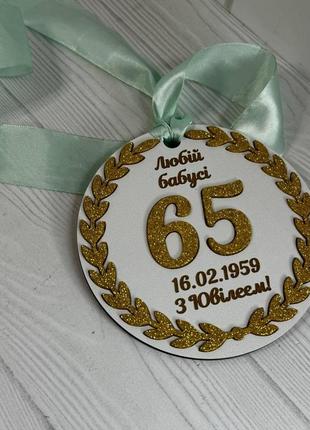 Любій
бабусі
65
16.02.1959
З Ювілеєм!